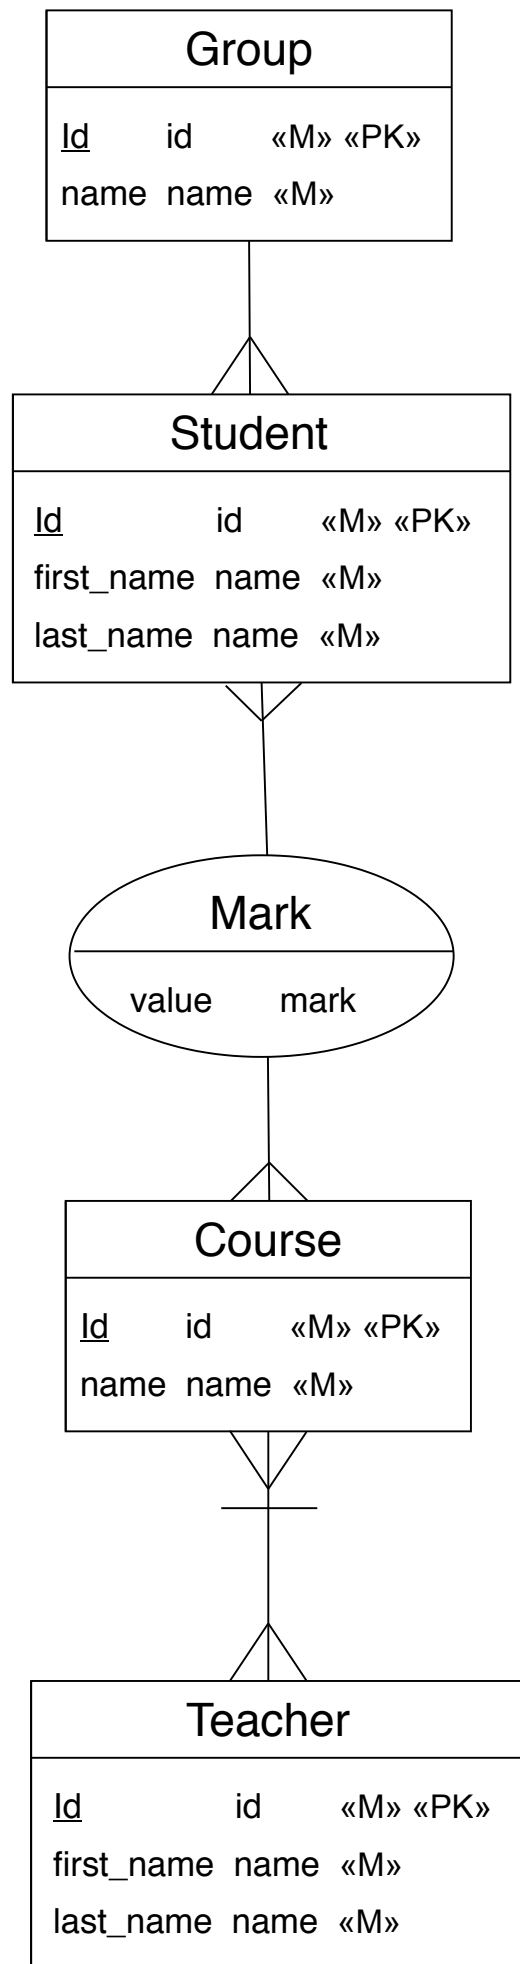 Group
Id id «M» «PK»
name name «M»
Student
Id id «M» «PK»
first_name name «M»
last_name name «M»
Mark
value mark
Course
Id id «M» «PK»
name name «M»
Teacher
Id id «M» «PK»
first_name name «M»
last_name name «M»